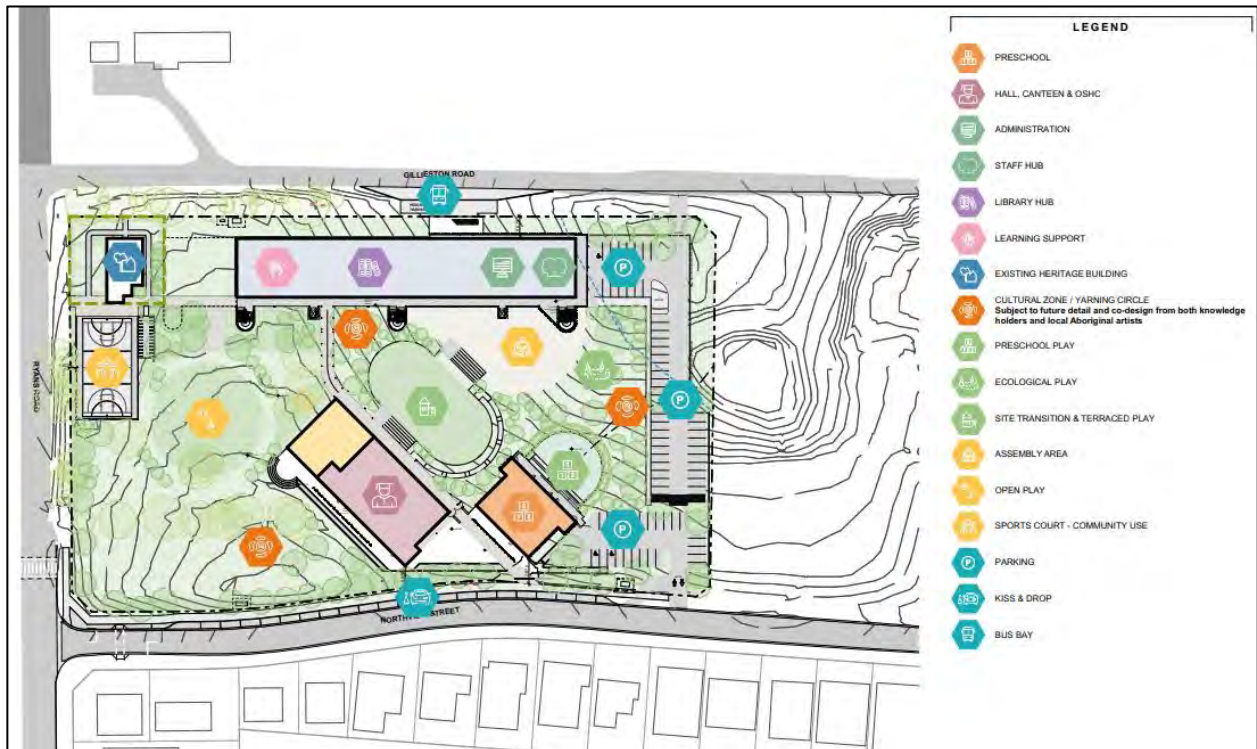 LEGEND
PRESCHOOL
HALL, CANTEEN & OSHC
ADMINISTRATION
STAFF HUB
LIBRARY HUB
LEARNING SUPPORT
EXISTING HERITAGE BUILDING
CULTURAL ZONE / YARNING CIRCLE
Subject to future detail and co-design from both knowledge
holders and local Aboriginal artists
PRESCHOOL PLAY
ECOLOGICAL PLAY
SITE TRANSITION & TERRACED PLAY
ASSEMBLY AREA
OPEN PLAY
SPORTS COURT - COMMUNITY USE
PARKING
KISS & DROP
BUS BAY
GILLIESTON ROAD
P
P
P
RYANS ROAD
STREET